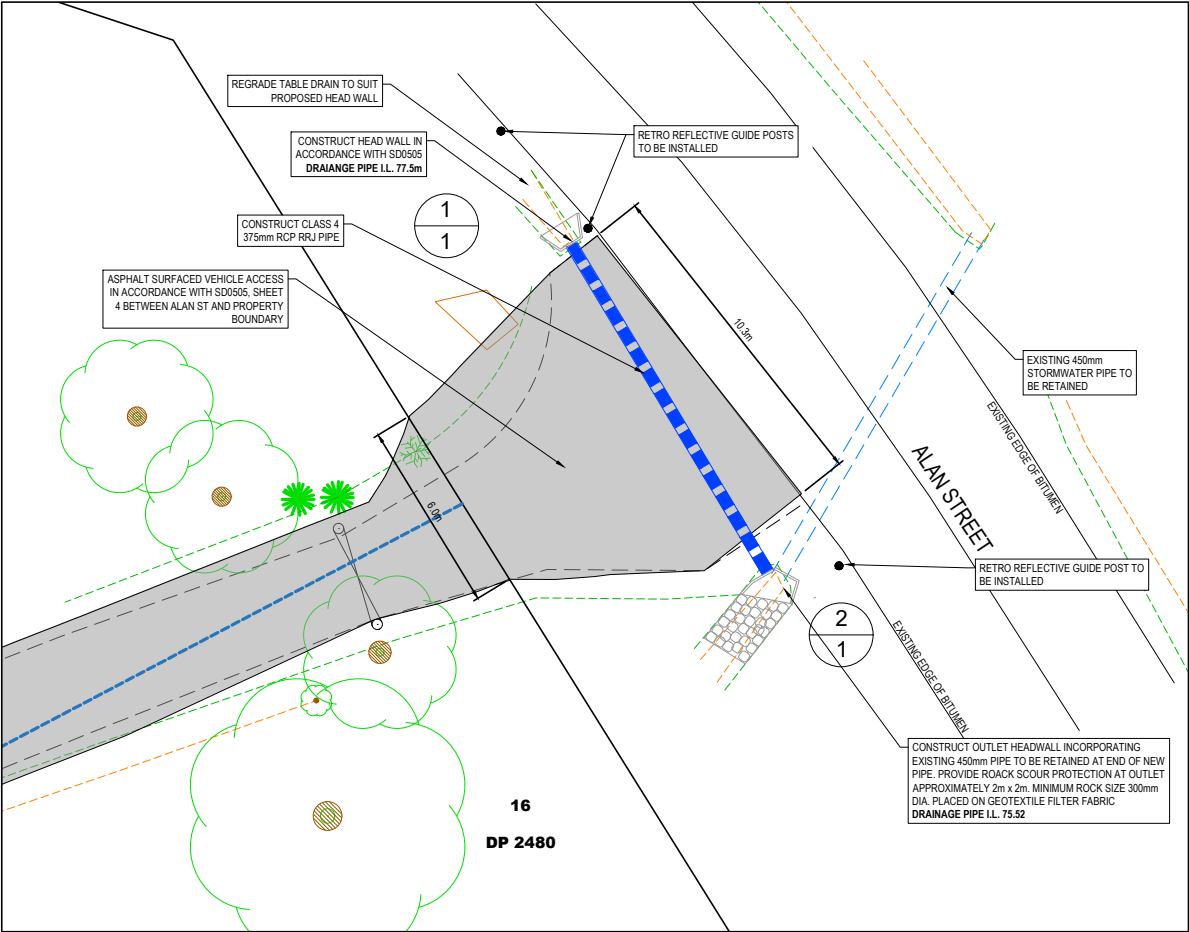 REGRADE TABLE DRAIN TO SUIT
PROPOSED HEAD WALL
CONSTRUCT HEAD WALL IN
ACCORDANCE WITH SD0505
DRAIANGE PIPE I.L. 77.5m
RETRO REFLECTIVE GUIDE POSTS
TO BE INSTALLED
1
1
CONSTRUCT CLASS 4
375mm RCP RRJ PIPE
ASPHALT SURFACED VEHICLE ACCESS
IN ACCORDANCE WITH SD0505, SHEET
4 BETWEEN ALAN ST AND PROPERTY
BOUNDARY
10.3m
EXISTING 450mm
STORMWATER PIPE TO
BE RETAINED
EXISTING EDGE OF BITUMEN
ALAN STREET
6.0m
RETRO REFLECTIVE GUIDE POST TO
BE INSTALLED
2
1
EXISTING EDGE OF BITUMEN
CONSTRUCT OUTLET HEADWALL INCORPORATING
EXISTING 450mm PIPE TO BE RETAINED AT END OF NEW
PIPE. PROVIDE ROACK SCOUR PROTECTION AT OUTLET
APPROXIMATELY 2m x 2m. MINIMUM ROCK SIZE 300mm
DIA. PLACED ON GEOTEXTILE FILTER FABRIC
DRAINAGE PIPE I.L. 75.52
16
DP 2480